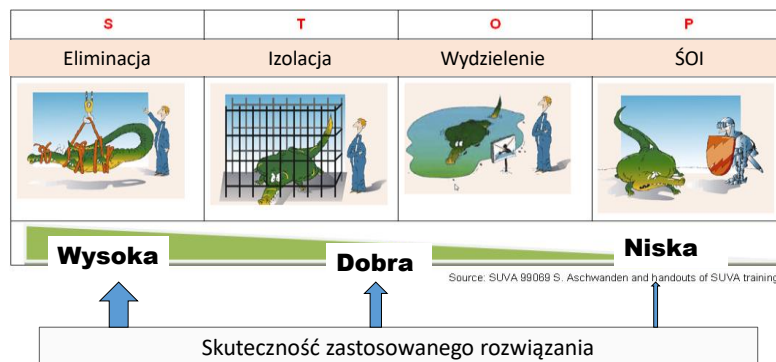 S T O P
Eliminacja Izolacja Wydzielenie ŚOI
Wysoka Dobra Niska
Source: SUVA 99069 S. Aschwanden and handouts of SUVA training
Skuteczność zastosowanego rozwiązania